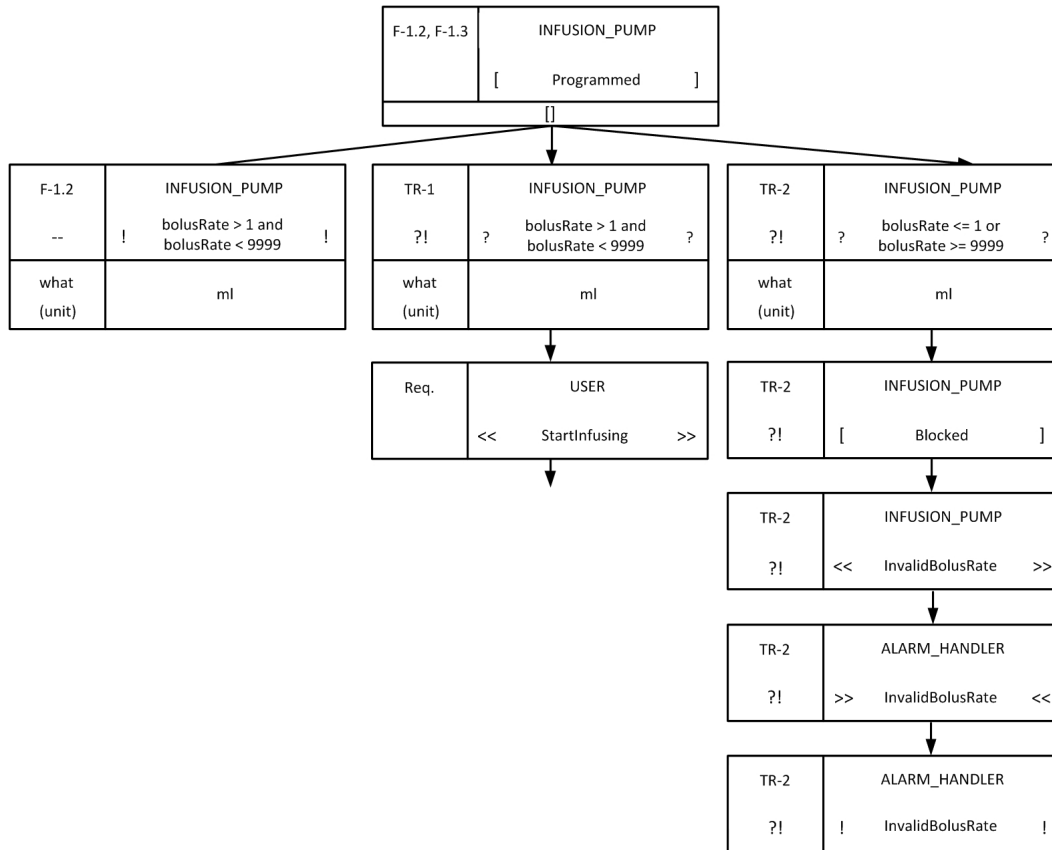 F-1.2, F-1.3 INFUSION_PUMP
[ Programmed ]
[]
F-1.2 INFUSION_PUMP
-- ! bolusRate > 1 and
bolusRate < 9999 !
what
(unit) ml
TR-1 INFUSION_PUMP
?! ? bolusRate > 1 and
bolusRate < 9999 ?
what
(unit) ml
TR-2 INFUSION_PUMP
?! ? bolusRate <= 1 or
bolusRate >= 9999 ?
what
(unit) ml
Req. USER
<< StartInfusing >>
TR-2 INFUSION_PUMP
?! [ Blocked ]
TR-2 INFUSION_PUMP
?! << InvalidBolusRate >>
TR-2 ALARM_HANDLER
?! >> InvalidBolusRate <<
TR-2 ALARM_HANDLER
?! ! InvalidBolusRate !